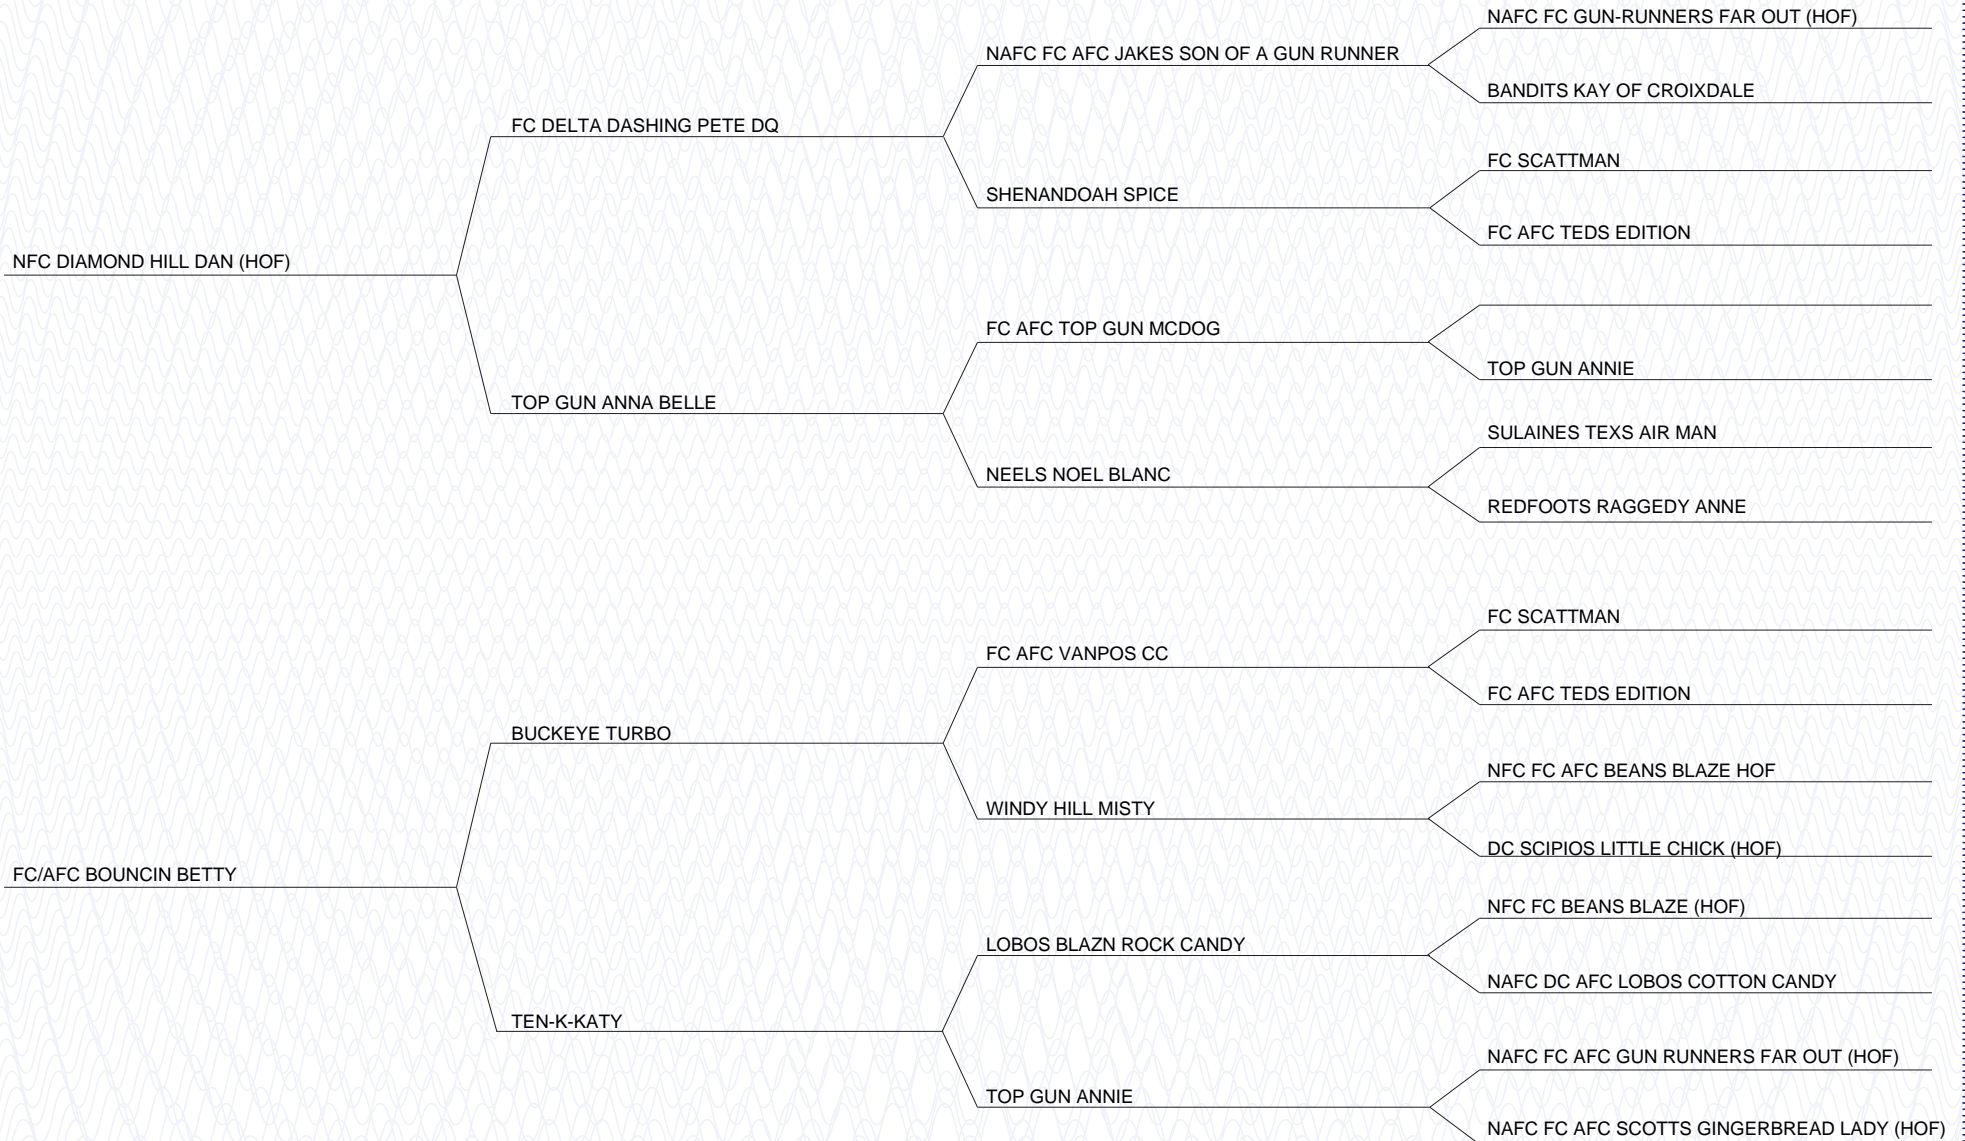 NAFC FC GUN-RUNNERS FAR OUT (HOF)
NAFC FC AFC JAKES SON OF A GUN RUNNER
BANDITS KAY OF CROIXDALE
FC DELTA DASHING PETE DQ
FC SCATTMAN
SHENANDOAH SPICE
FC AFC TEDS EDITION
NFC DIAMOND HILL DAN (HOF)
FC AFC TOP GUN MCDOG
TOP GUN ANNIE
TOP GUN ANNA BELLE
SULAINES TEXS AIR MAN
NEELS NOEL BLANC
REDFOOTS RAGGEDY ANNE
FC SCATTMAN
FC AFC VANPOS CC
FC AFC TEDS EDITION
BUCKEYE TURBO
NFC FC AFC BEANS BLAZE HOF
WINDY HILL MISTY
DC SCIPIOS LITTLE CHICK (HOF)
FC/AFC BOUNCIN BETTY
NFC FC BEANS BLAZE (HOF)
LOBOS BLAZN ROCK CANDY
NAFC DC AFC LOBOS COTTON CANDY
TEN-K-KATY
NAFC FC AFC GUN RUNNERS FAR OUT (HOF)
TOP GUN ANNIE
NAFC FC AFC SCOTTS GINGERBREAD LADY (HOF)